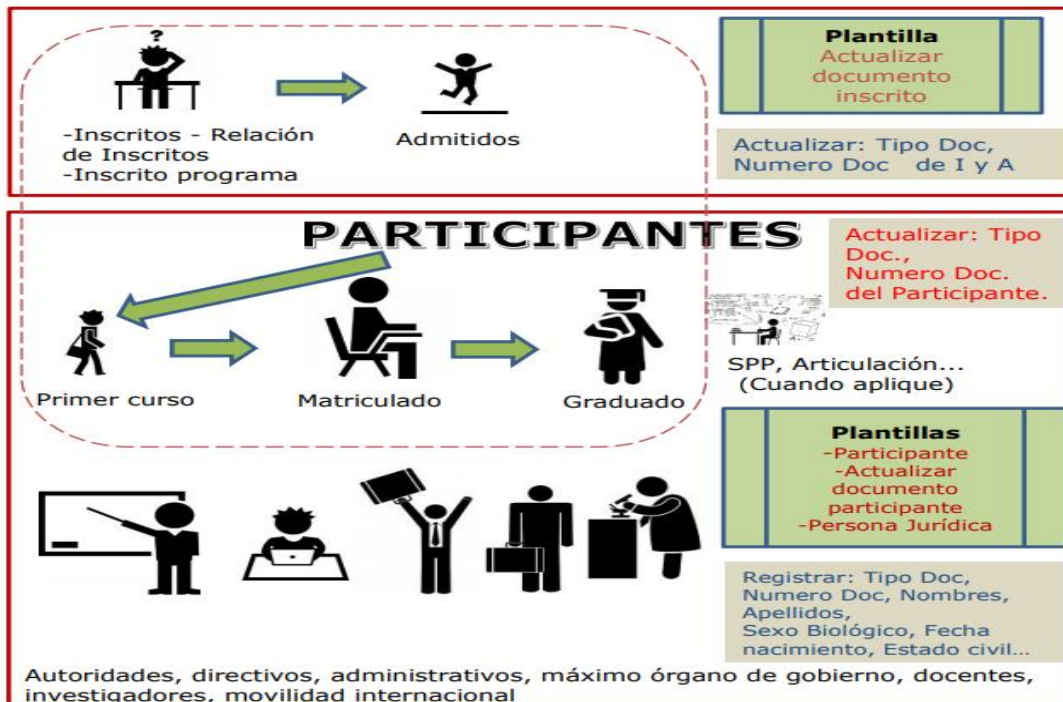 ?
-Inscritos - Relación
de Inscritos
-Inscrito programa
Admitidos
Plantilla
Actualizar
documento
inscrito
Actualizar: Tipo Doc,
Numero Doc de I y A
PARTICIPANTES
Actualizar: Tipo
Doc.,
Numero Doc.
del Participante.
Primer curso
Matriculado
Graduado
SPP, Articulación...
(Cuando aplique)
Plantillas
-Participante
-Actualizar
documento
participante
-Persona Jurídica
Registrar: Tipo Doc,
Numero Doc, Nombres,
Apellidos,
Sexo Biológico, Fecha
nacimiento, Estado civil...
Autoridades, directivos, administrativos, máximo órgano de gobierno, docentes,
investigadores, movilidad internacional